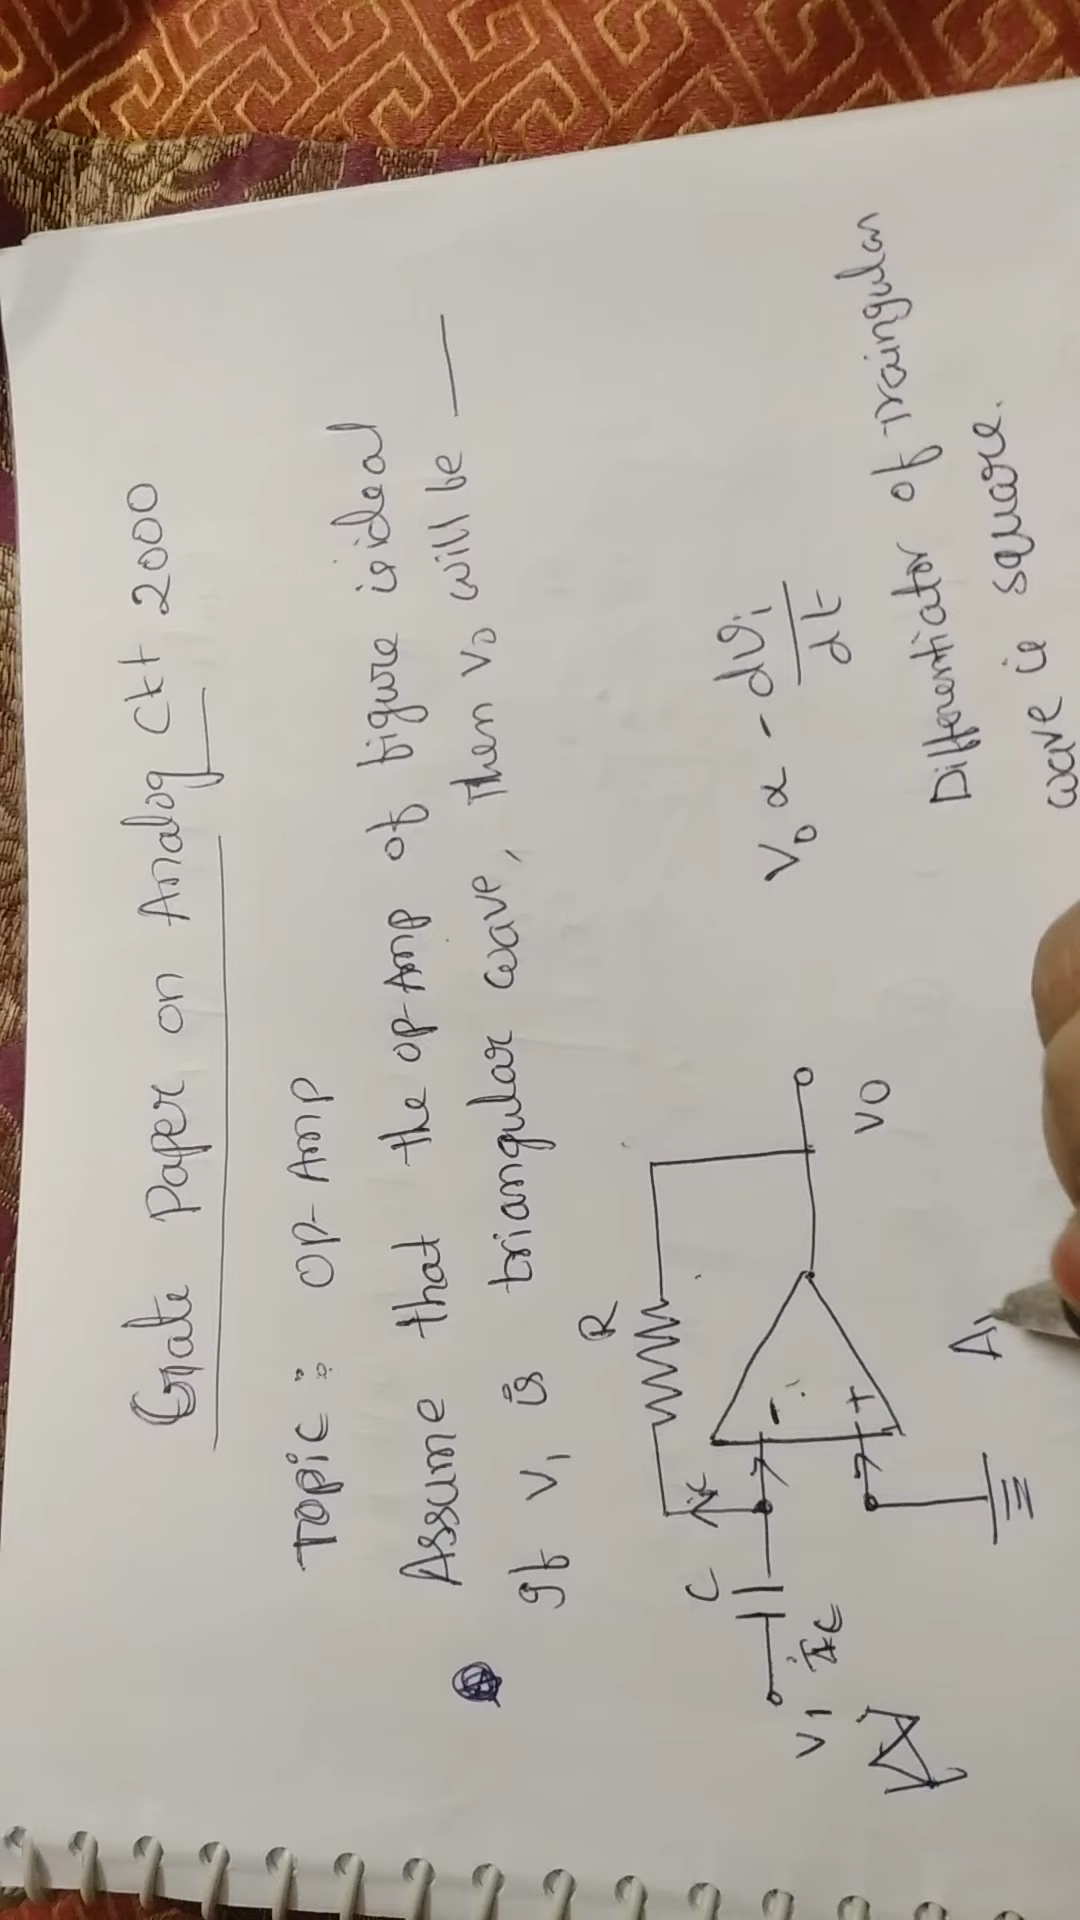 Gate Paper on Analog Ckt 2000
TOPIC: OP-Amp
Assume that the OP-Amp of figure is ideal
If V1 is triangular wave, Then V0 will be —
R
C
V1
Ic
-
+
V0
V0 α - dVi/dt
Differentiator of Traingular
wave is square.
A